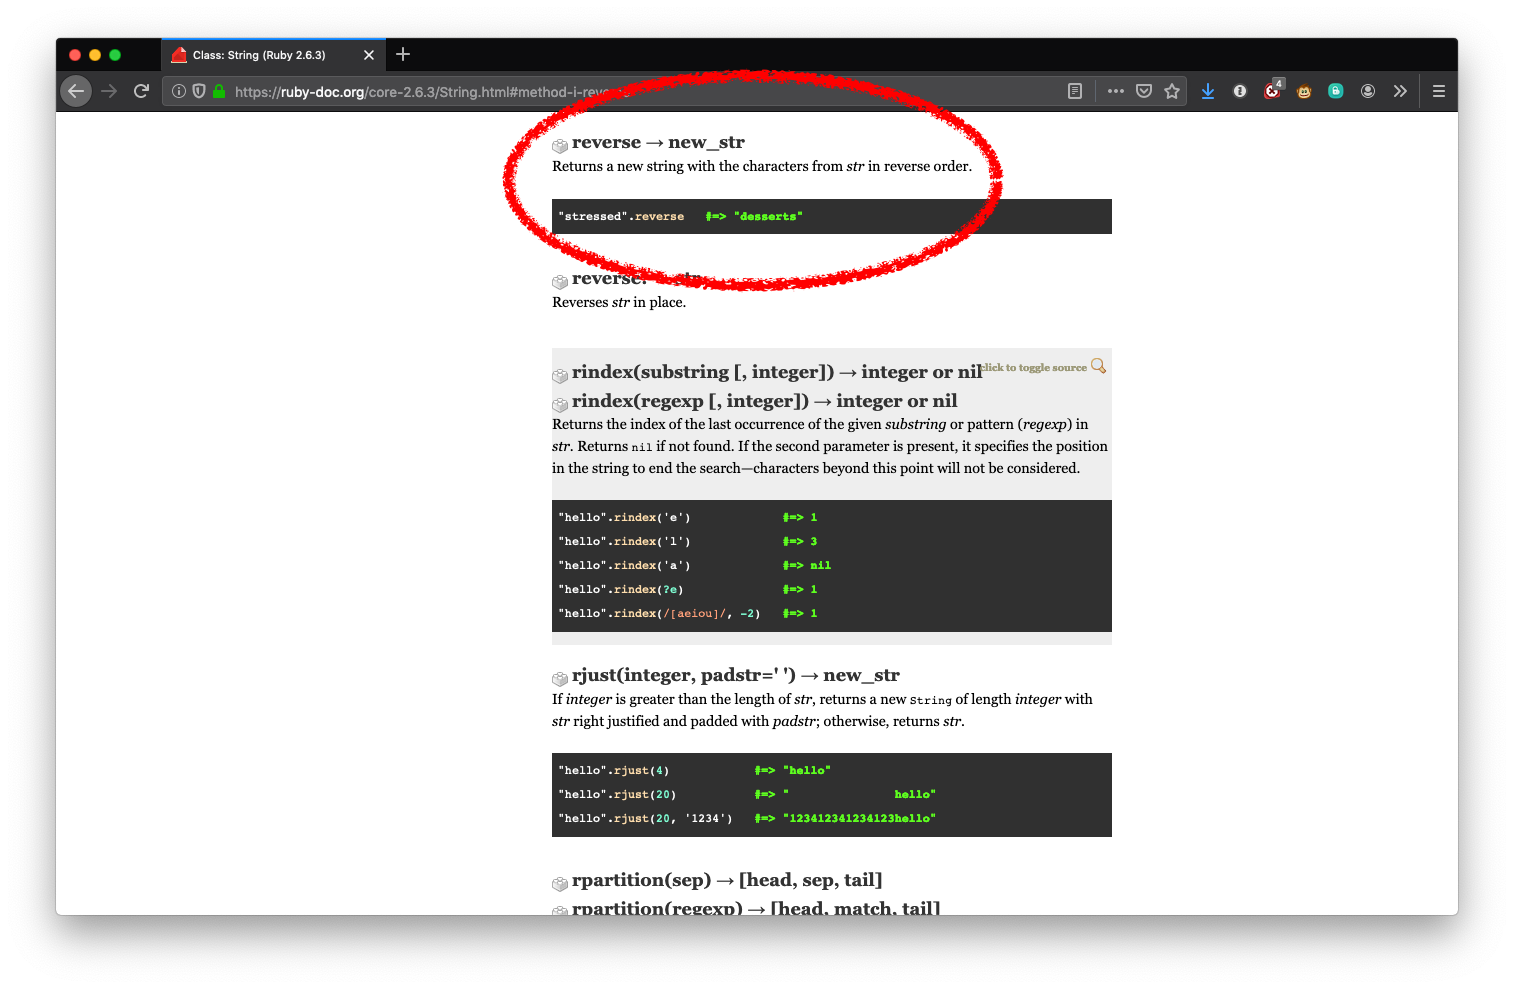 Class: String (Ruby 2.6.3)
https://ruby-doc.org/core-2.6.3/String.html#method-i-reverse
4
reverse → new_str
Returns a new string with the characters from str in reverse order.
"stressed".reverse   #=> "desserts"
reverse! → str
Reverses str in place.
rindex(substring [, integer]) → integer or nil
click to toggle source
rindex(regexp [, integer]) → integer or nil
Returns the index of the last occurrence of the given substring or pattern (regexp) in
str. Returns nil if not found. If the second parameter is present, it specifies the position
in the string to end the search—characters beyond this point will not be considered.
"hello".rindex('e')             #=> 1
"hello".rindex('l')             #=> 3
"hello".rindex('a')             #=> nil
"hello".rindex(?e)              #=> 1
"hello".rindex(/[aeiou]/, -2)   #=> 1
rjust(integer, padstr=' ') → new_str
If integer is greater than the length of str, returns a new String of length integer with
str right justified and padded with padstr; otherwise, returns str.
"hello".rjust(4)            #=> "hello"
"hello".rjust(20)           #=> "               hello"
"hello".rjust(20, '1234')   #=> "123412341234123hello"
rpartition(sep) → [head, sep, tail]
rpartition(regexp) → [head, match, tail]